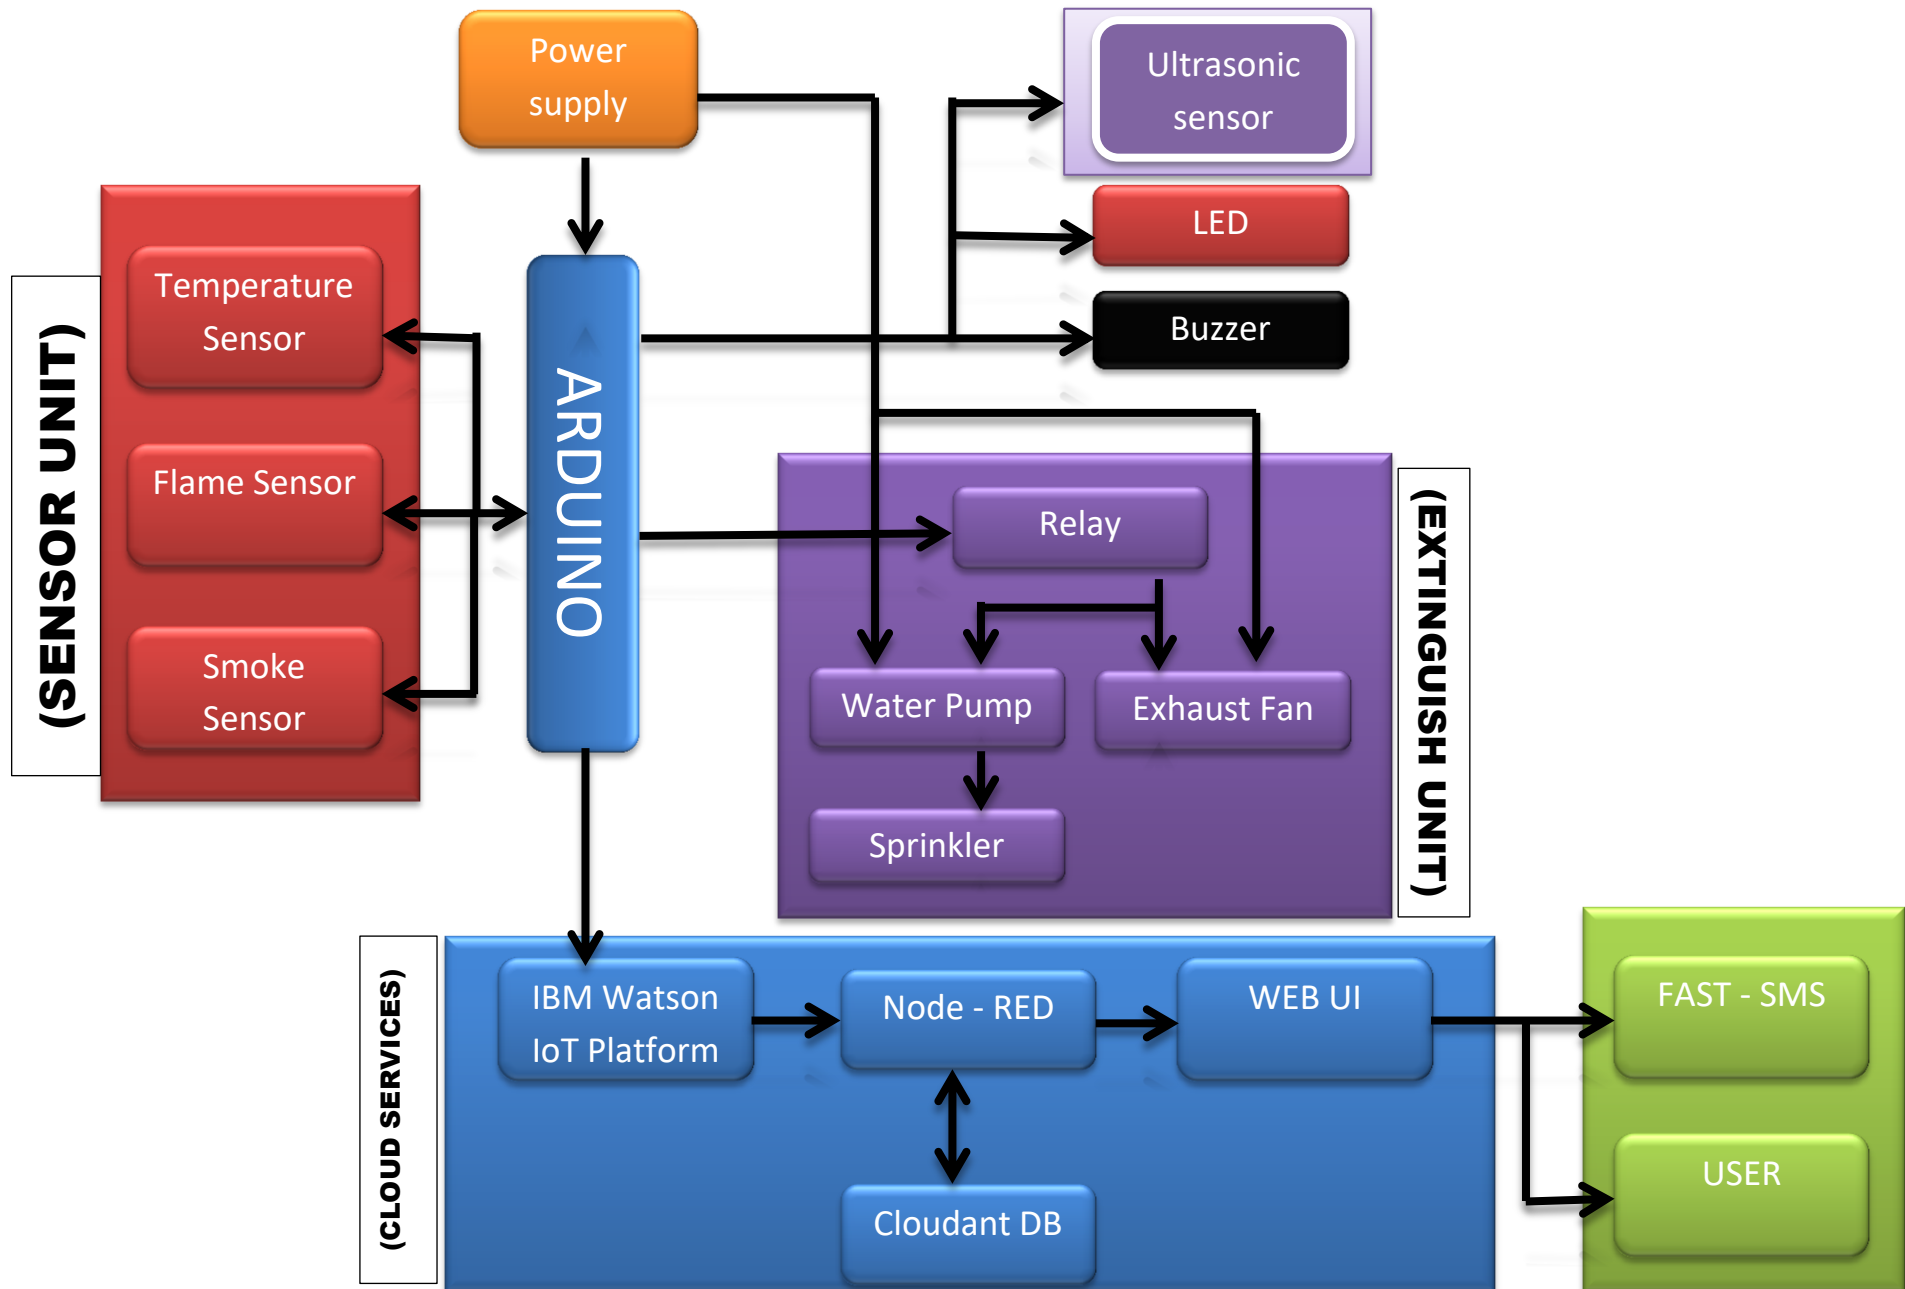 Power
supply
Ultrasonic
sensor
LED
Buzzer
(SENSOR UNIT)
Temperature
Sensor
Flame Sensor
Smoke
Sensor
ARDUINO
Relay
Water Pump
Exhaust Fan
Sprinkler
(EXTINGUISH UNIT)
(CLOUD SERVICES)
IBM Watson
IoT Platform
Node - RED
WEB UI
Cloudant DB
FAST - SMS
USER